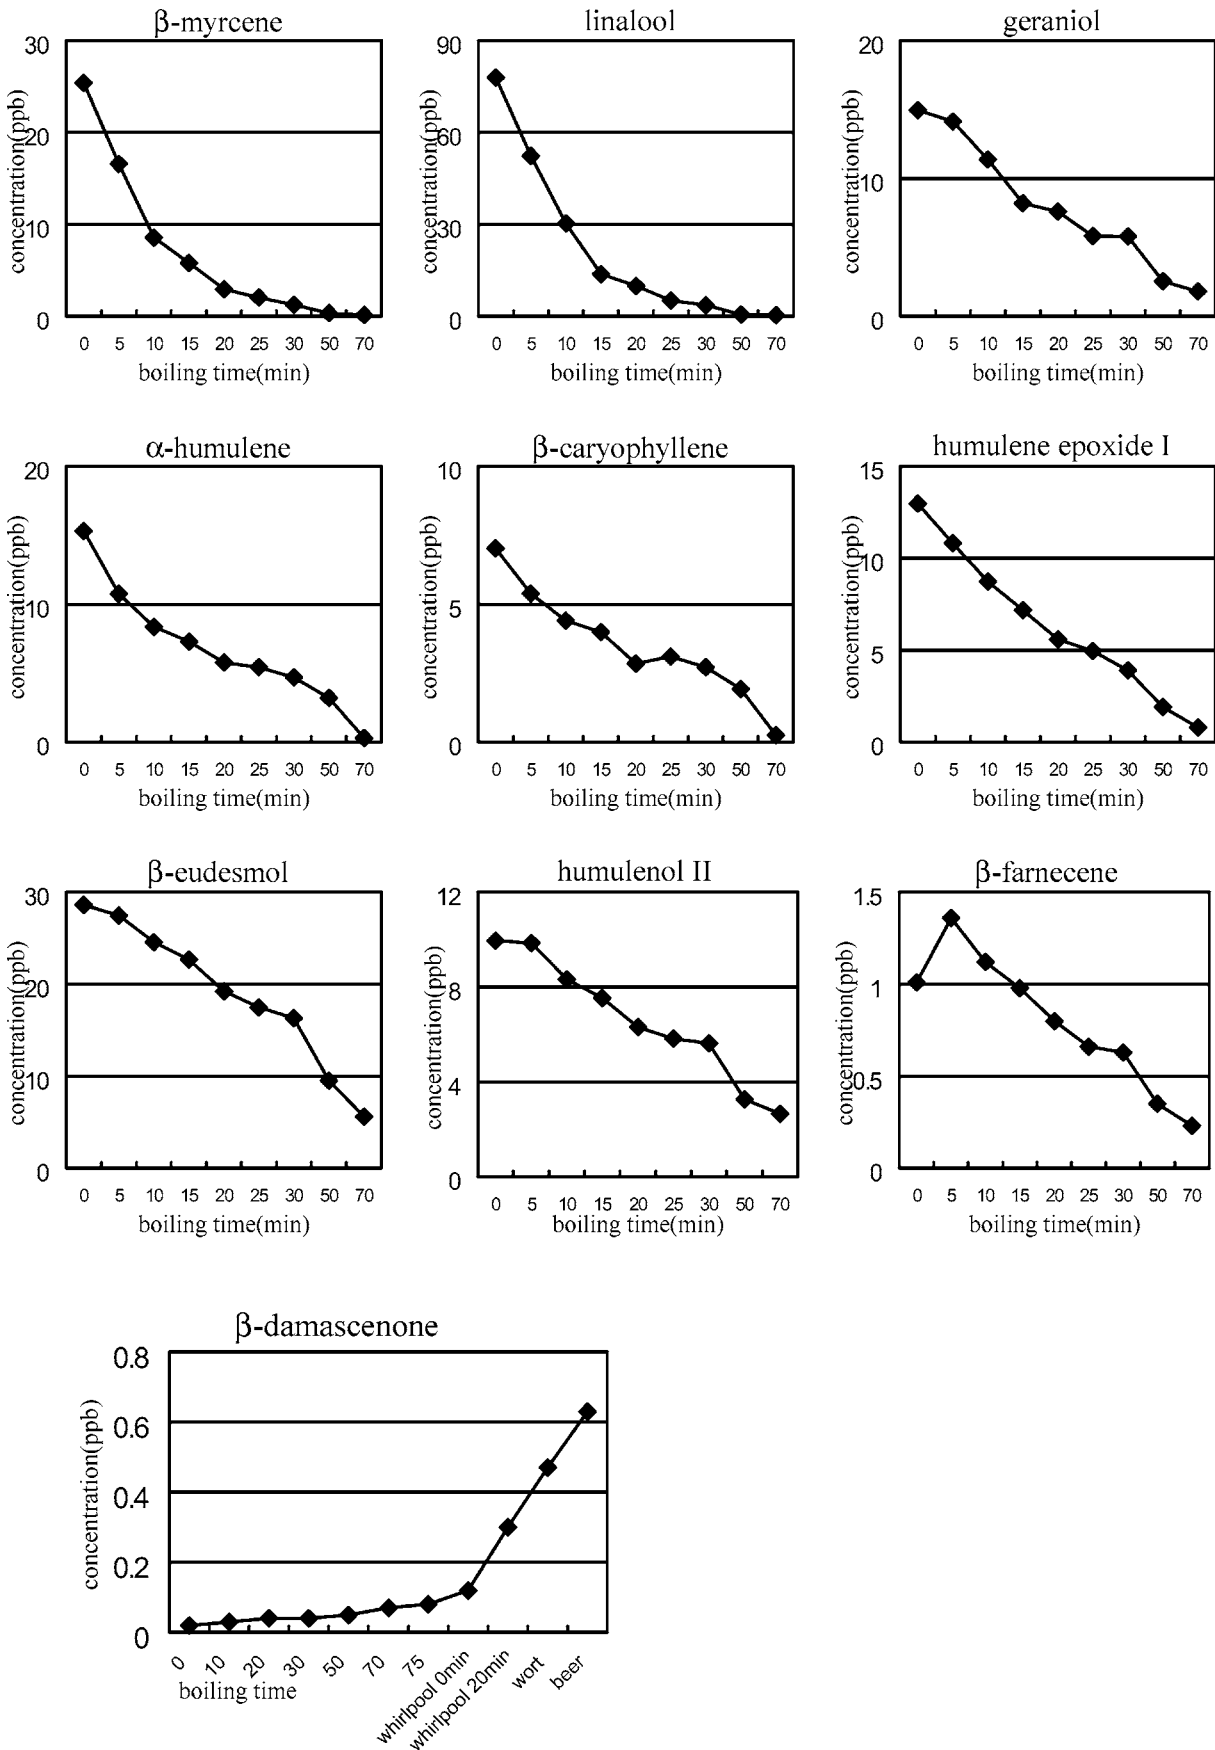 β-myrcene
30
20
10
0
concentration(ppb)
0 5 10 15 20 25 30 50 70
boiling time(min)
linalool
90
60
30
0
concentration(ppb)
0 5 10 15 20 25 30 50 70
boiling time(min)
geraniol
20
10
0
concentration(ppb)
0 5 10 15 20 25 30 50 70
boiling time(min)
α-humulene
20
10
0
concentration(ppb)
0 5 10 15 20 25 30 50 70
boiling time(min)
β-caryophyllene
10
5
0
concentration(ppb)
0 5 10 15 20 25 30 50 70
boiling time(min)
humulene epoxide I
15
10
5
0
concentration(ppb)
0 5 10 15 20 25 30 50 70
boiling time(min)
β-eudesmol
30
20
10
0
concentration(ppb)
0 5 10 15 20 25 30 50 70
boiling time(min)
humulenol II
12
8
4
0
concentration(ppb)
0 5 10 15 20 25 30 50 70
boiling time(min)
β-farnecene
1.5
1
0.5
0
concentration(ppb)
0 5 10 15 20 25 30 50 70
boiling time(min)
β-damascenone
0.8
0.6
0.4
0.2
0
concentration(ppb)
0 10 20 30 50 70 75 whirlpool 0min whirlpool 20min wort beer
boiling time